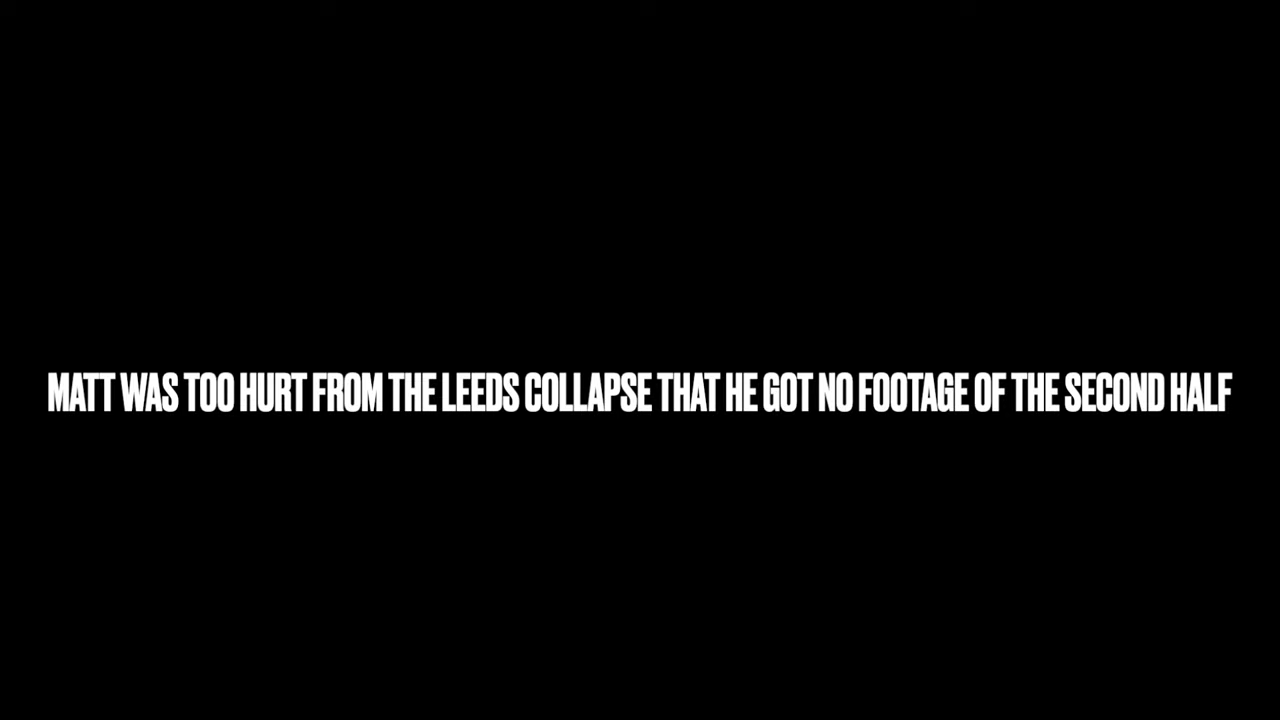 MATT WAS TOO HURT FROM THE LEEDS COLLAPSE THAT HE GOT NO FOOTAGE OF THE SECOND HALF